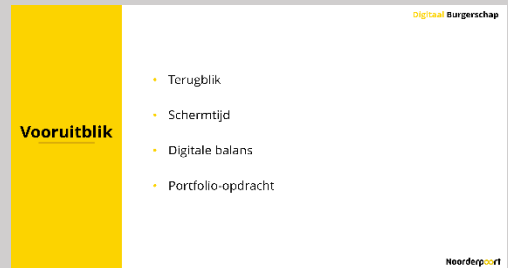 Digitaal Burgerschap
Vooruitblik
• Terugblik
• Schermtijd
• Digitale balans
• Portfolio-opdracht
Noorderpoort